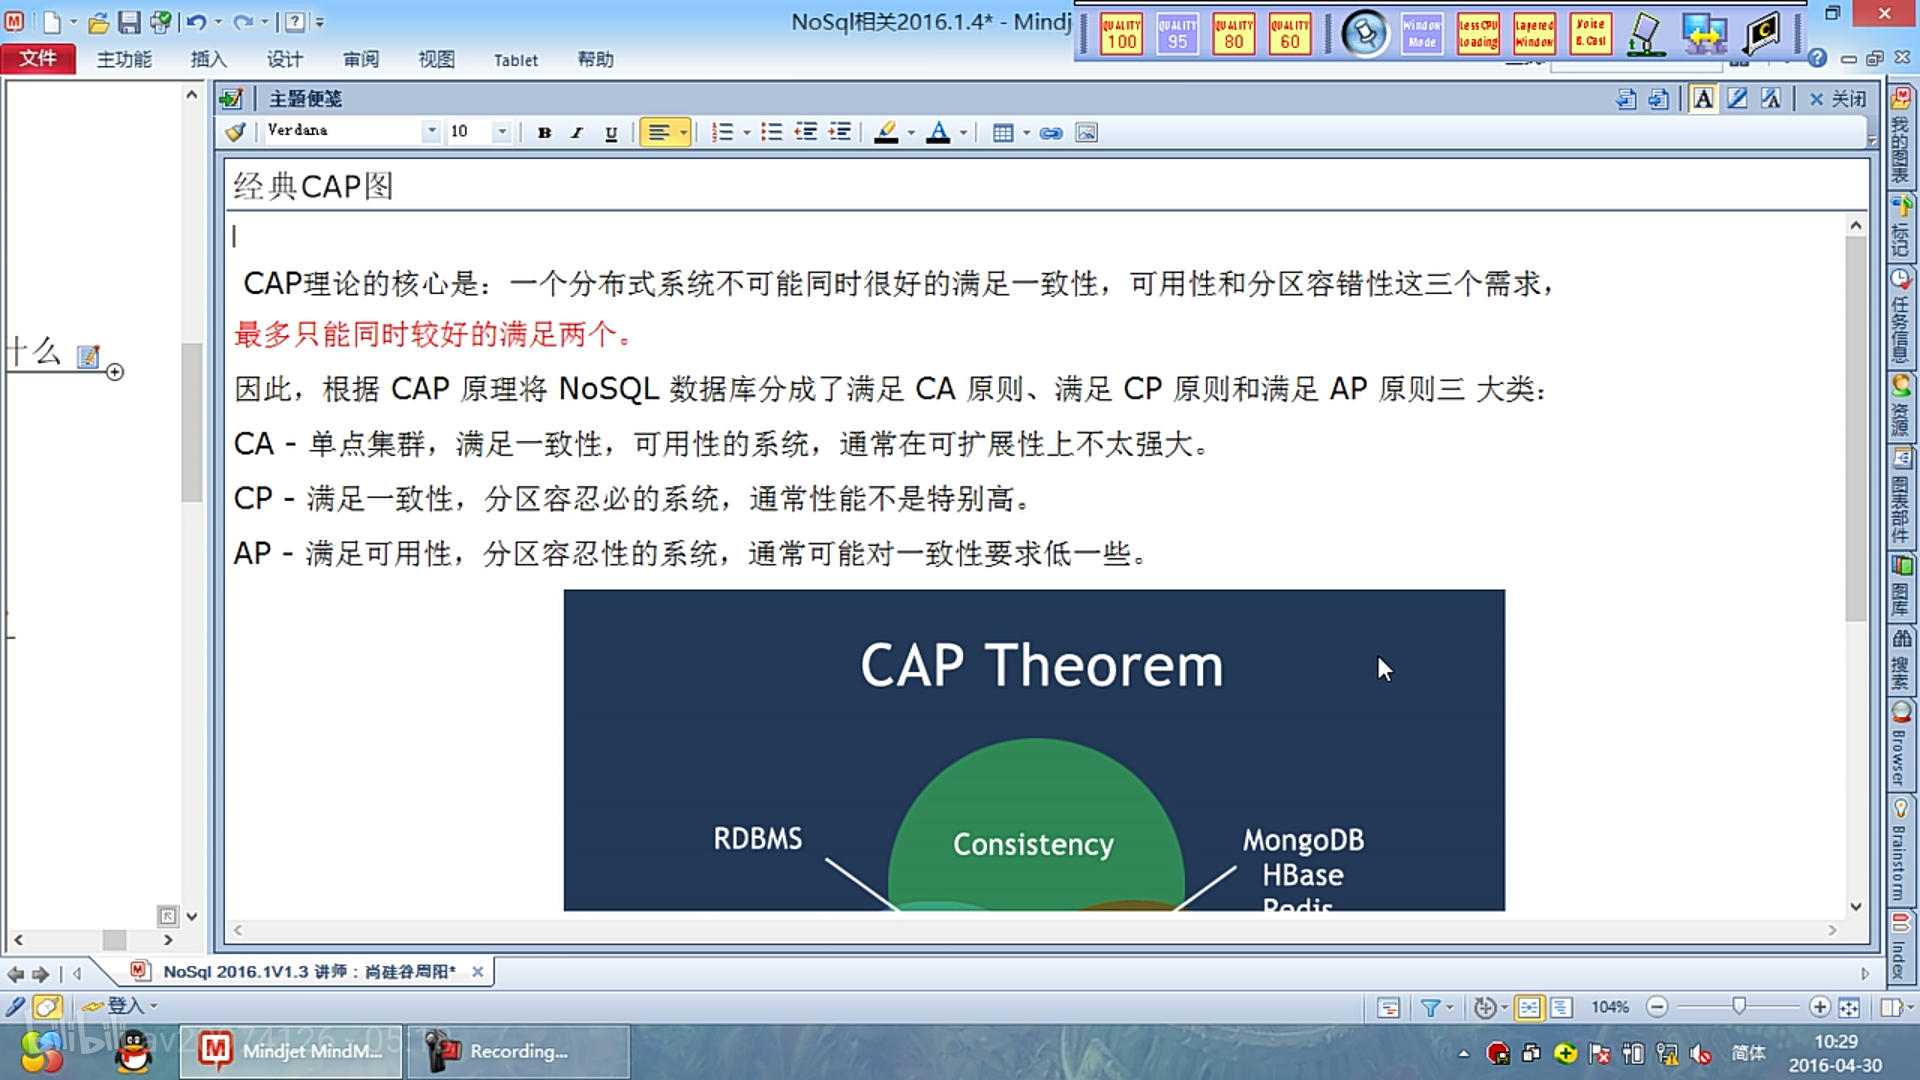 NoSql相关2016.1.4* - Mindj
QUALITY 100
QUALITY 95
QUALITY 80
QUALITY 60
Window Mode
Less CPU Loading
Layered Window
文件 主功能 插入 设计 审阅 视图 Tablet 帮助
主题便笺
关闭
Verdana 10 B I U
经典CAP图
CAP理论的核心是：一个分布式系统不可能同时很好的满足一致性，可用性和分区容错性这三个需求，
最多只能同时较好的满足两个。
因此，根据 CAP 原理将 NoSQL 数据库分成了满足 CA 原则、满足 CP 原则和满足 AP 原则三 大类：
CA - 单点集群，满足一致性，可用性的系统，通常在可扩展性上不太强大。
CP - 满足一致性，分区容忍必的系统，通常性能不是特别高。
AP - 满足可用性，分区容忍性的系统，通常可能对一致性要求低一些。
CAP Theorem
RDBMS
Consistency
MongoDB
HBase
Redis
什么
我的图表
标记
任务信息
资源
图表部件
图库
搜索
Browser
Brainstorm
Index
NoSql 2016.1V1.3 讲师：尚硅谷周阳*
登入
104%
Mindjet MindM...
Recording...
简体
10:29
2016-04-30